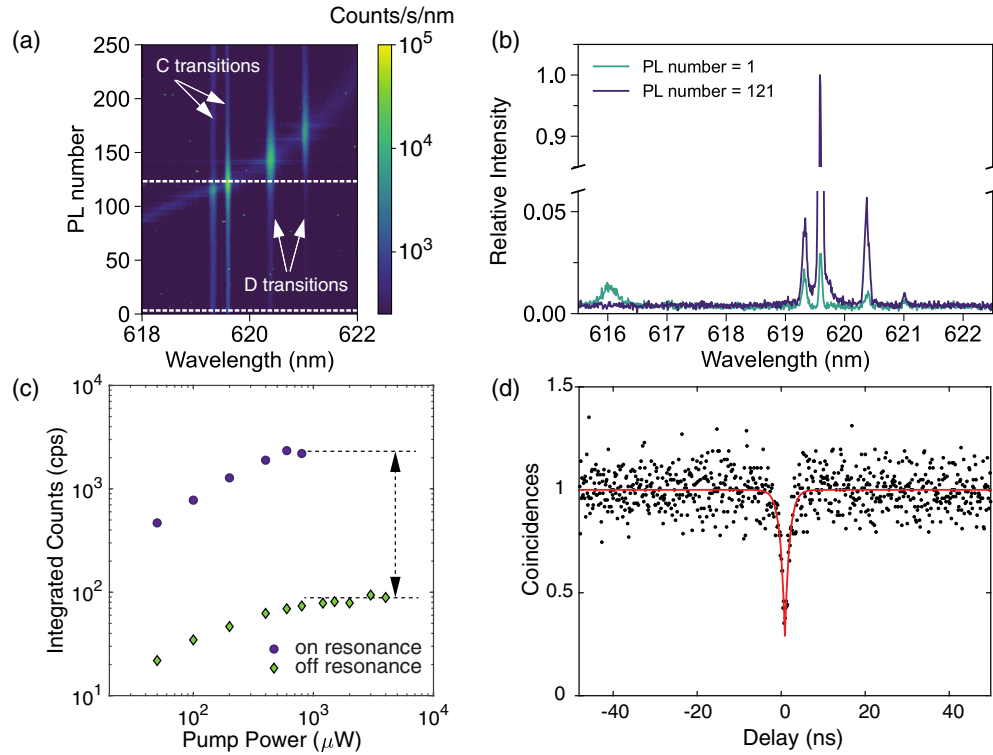 (a)
Counts/s/nm
250
200
150
100
50
0
PL number
C transitions
D transitions
618
620
622
Wavelength (nm)
10^5
10^4
10^3
(b)
PL number = 1
PL number = 121
1.0
0.9
0.05
0.00
Relative Intensity
616
617
618
619
620
621
622
Wavelength (nm)
(c)
10^4
10^3
10^2
10^1
Integrated Counts (cps)
on resonance
off resonance
10^2
10^3
10^4
Pump Power (μW)
(d)
1.5
1
0.5
0
Coincidences
-40
-20
0
20
40
Delay (ns)